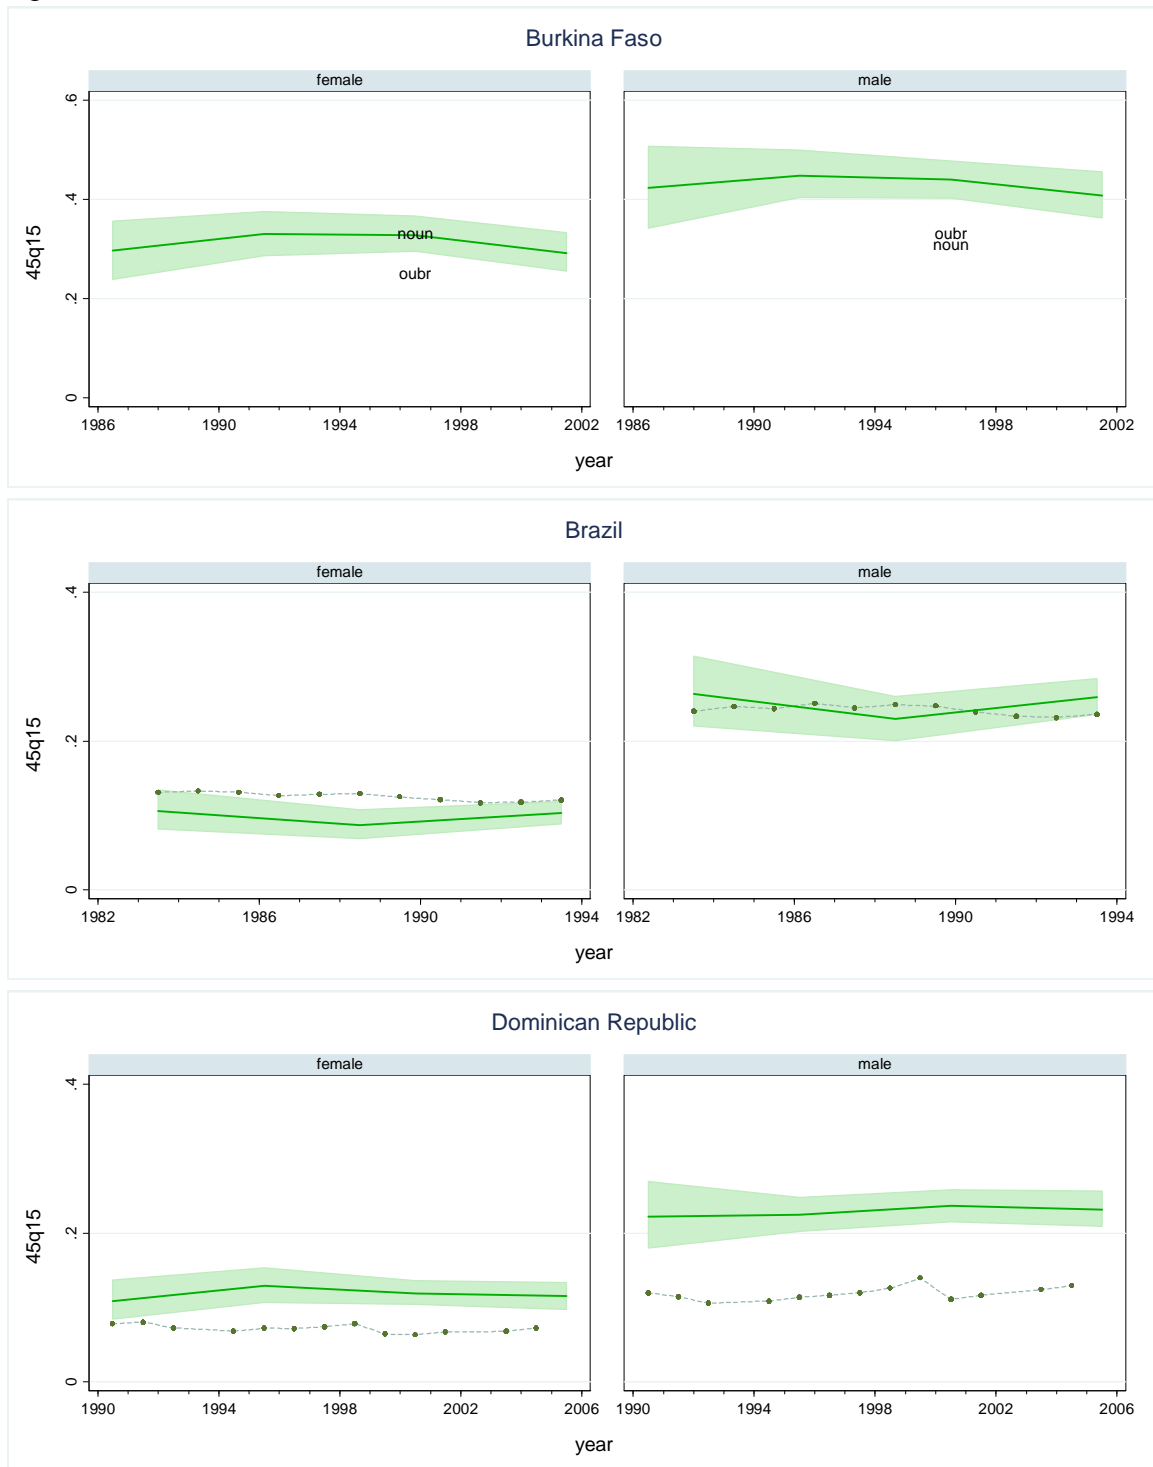 Burkina Faso
female
male
.6
.4
.2
0
45q15
noun
oubr
oubr
noun
1986 1990 1994 1998 2002
1986 1990 1994 1998 2002
year
Brazil
female
male
.4
.2
0
45q15
1982 1986 1990 1994
1982 1986 1990 1994
year
Dominican Republic
female
male
.4
.2
0
45q15
1990 1994 1998 2002 2006
1990 1994 1998 2002 2006
year